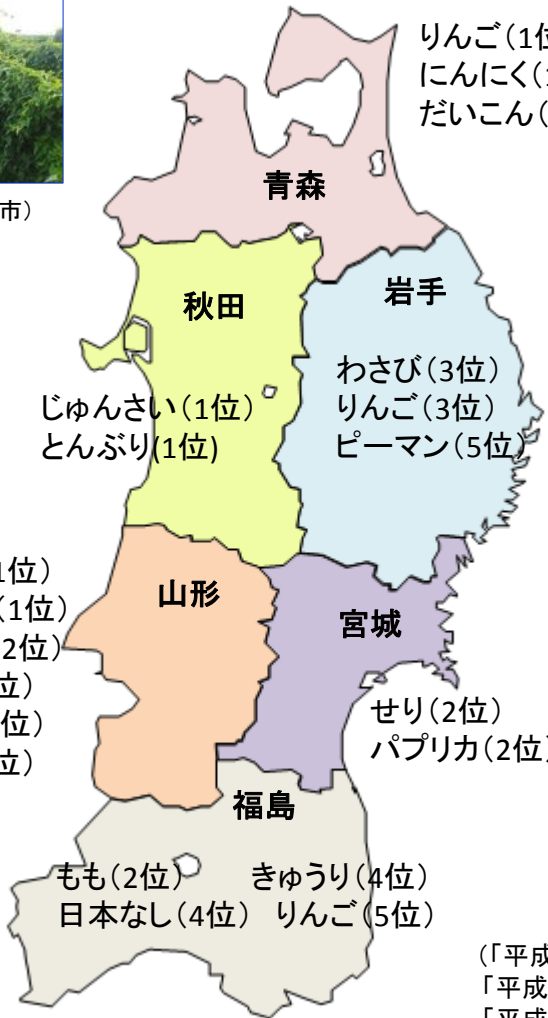 りんご(1位
にんにく(
だいこん(
市)
青森
秋田
岩手
じゅんさい(1位)
とんぶり(1位)
わさび(3位)
りんご(3位)
ピーマン(5位)
1位)
(1位)
2位)
位)
位)
位)
山形
宮城
せり(2位)
パプリカ(2位)
福島
もも(2位) きゅうり(4位)
日本なし(4位) りんご(5位)
(「平成
「平成